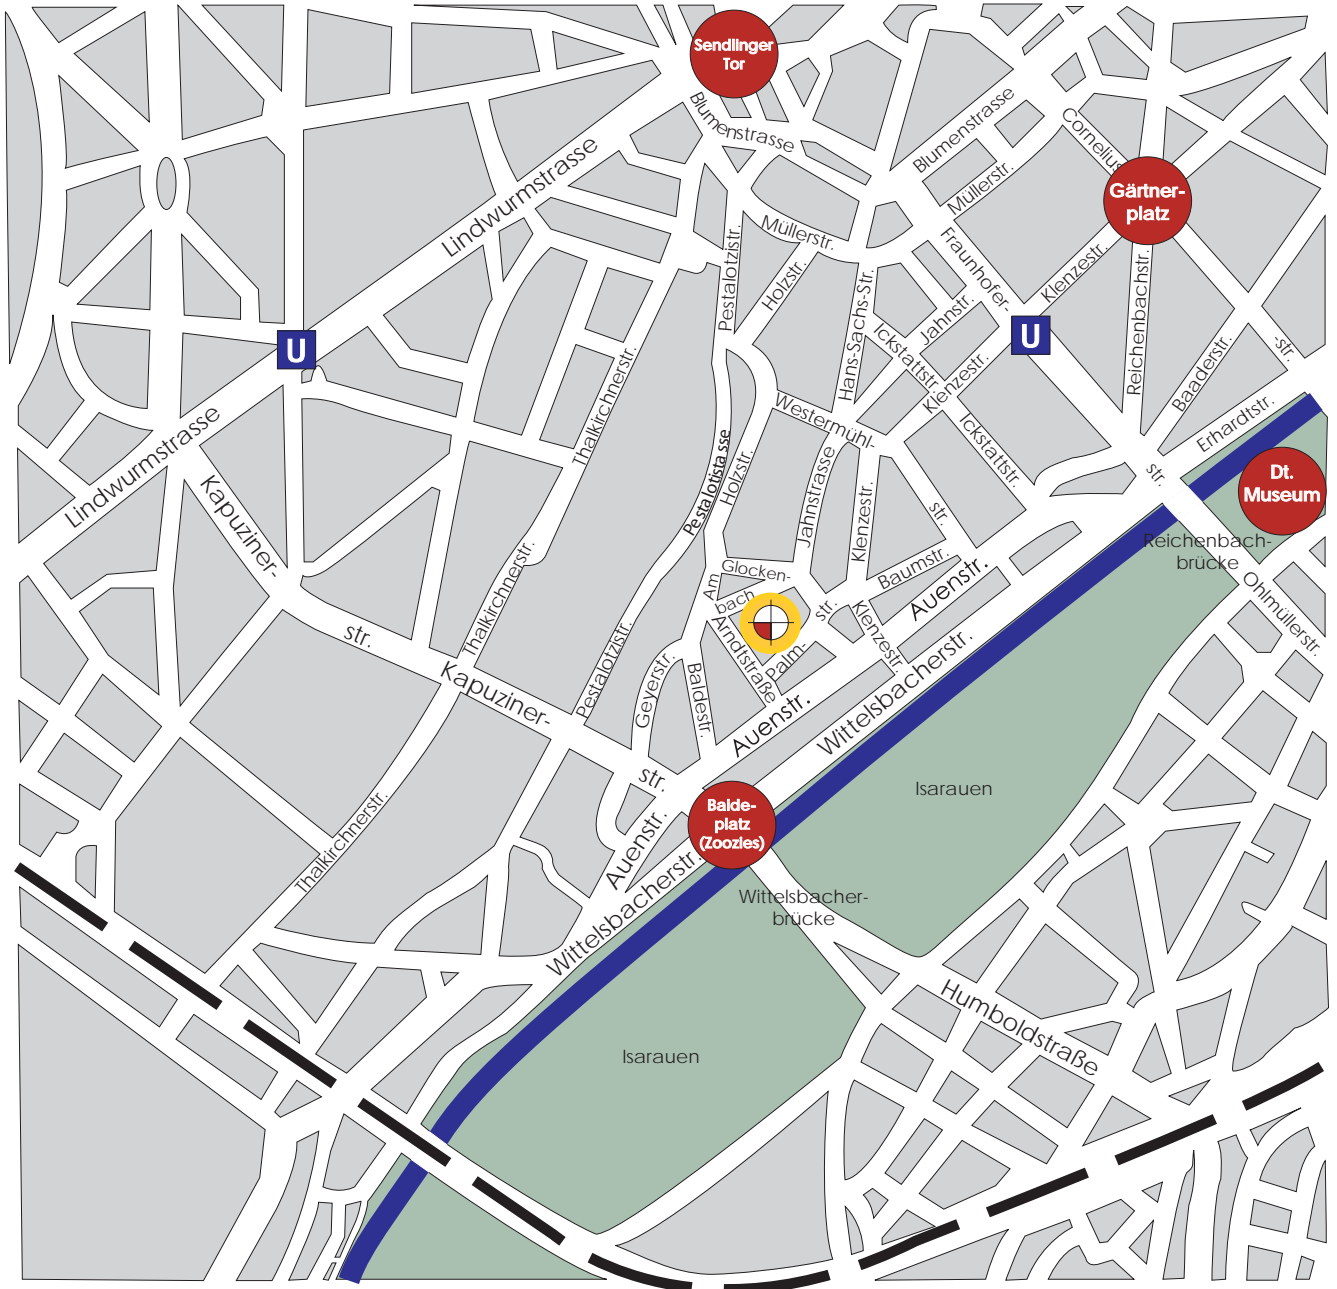 Sendlinger
Tor
Blumenstrasse
Blumenstrasse
Cornelius
Müllerstr.
Gärtner-
platz
Lindwurmstrasse
Müllerstr.
Fraunhofer-
Klenzestr.
Pestalozzistr.
Holzstr.
Hans-Sachs-Str.
Jahnstr.
Reichenbachstr.
U
U
Ickstattstr.
Klenzestr.
Baaderstr.
-str.
Thalkirchnerstr.
Westermühl-
Ickstattstr.
Erhardtstr.
Lindwurmstrasse
Kapuziner-
Pestalotista sse
Holzstr.
Jahnstrasse
Klenzestr.
str.
str.
Dt.
Museum
Reichenbach-
brücke
Thalkirchnerstr.
Am
Glocken-
bach
Baumstr.
Auenstr.
Ohlmüllerstr.
str.
Kapuziner-
Pestalotzistr.
Geyerstr.
Baldestr.
Arndtstraße
Palm-
str.
Klenzestr.
Auenstr.
Wittelsbacherstr.
str.
Isarauen
Balde-
platz
(Zoozies)
Thalkirchnerstr.
Auenstr.
Wittelsbacherstr.
Wittelsbacher-
brücke
Humboldstraße
Isarauen